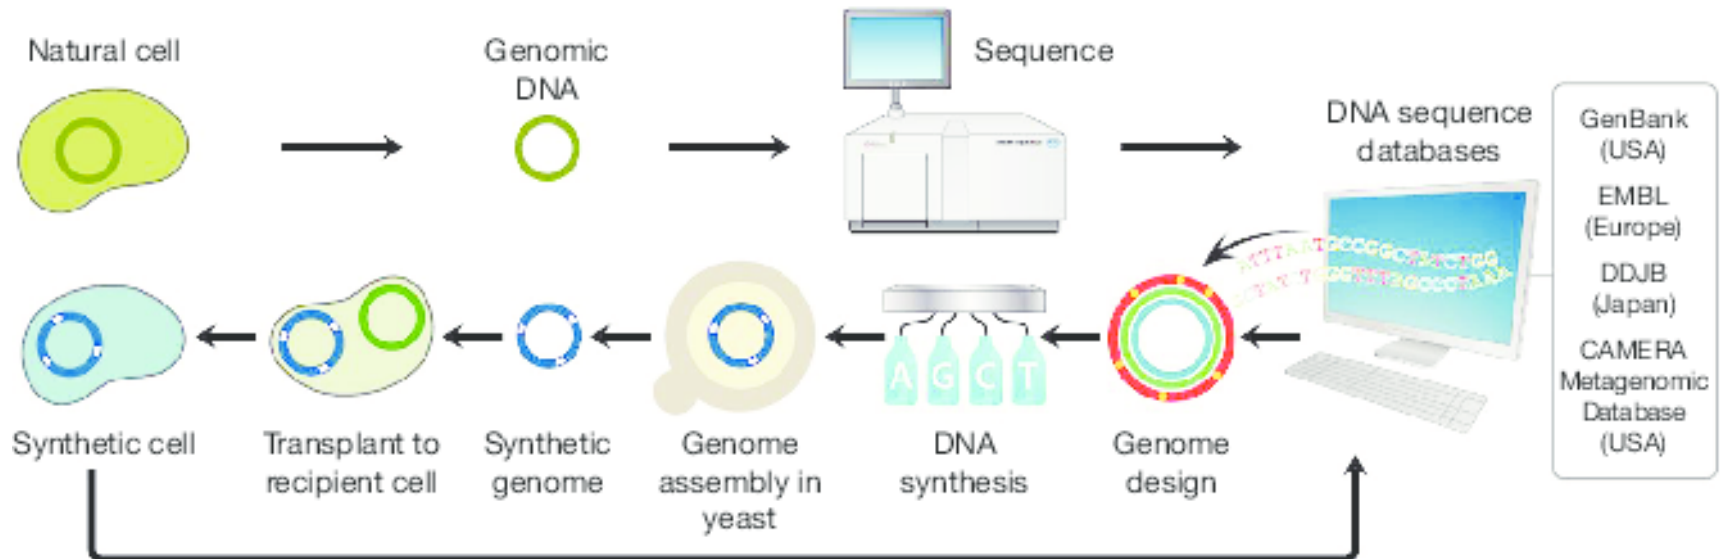 Natural cell
Genomic
DNA
Sequence
DNA sequence
databases
GenBank
(USA)
EMBL
(Europe)
DDJB
(Japan)
CAMERA
Metagenomic
Database
(USA)
A G C T
Synthetic cell
Transplant to
recipient cell
Synthetic
genome
Genome
assembly in
yeast
DNA
synthesis
Genome
design